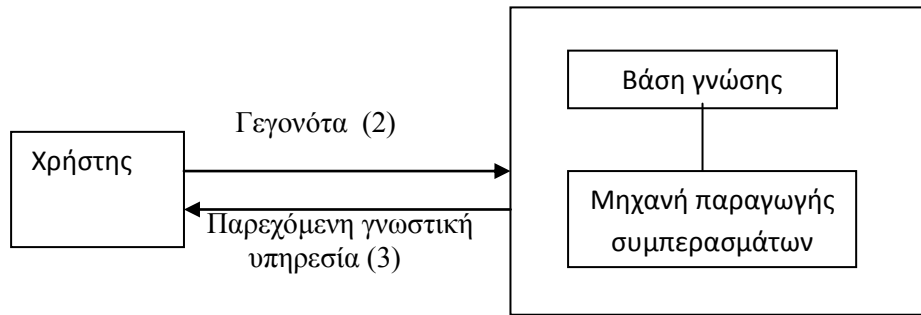 Βάση γνώσης
Γεγονότα (2)
Χρήστης
Μηχανή παραγωγής
συμπερασμάτων
Παρεχόμενη γνωστική
υπηρεσία (3)